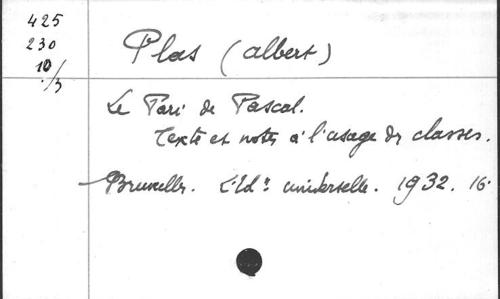 425
230
10/3
Plas (Albert)
Le Pari de Pascal.
Texte et notes à l'usage des classes.
Bruxelles. L'Edᵒⁿ universelle. 1932. 16.